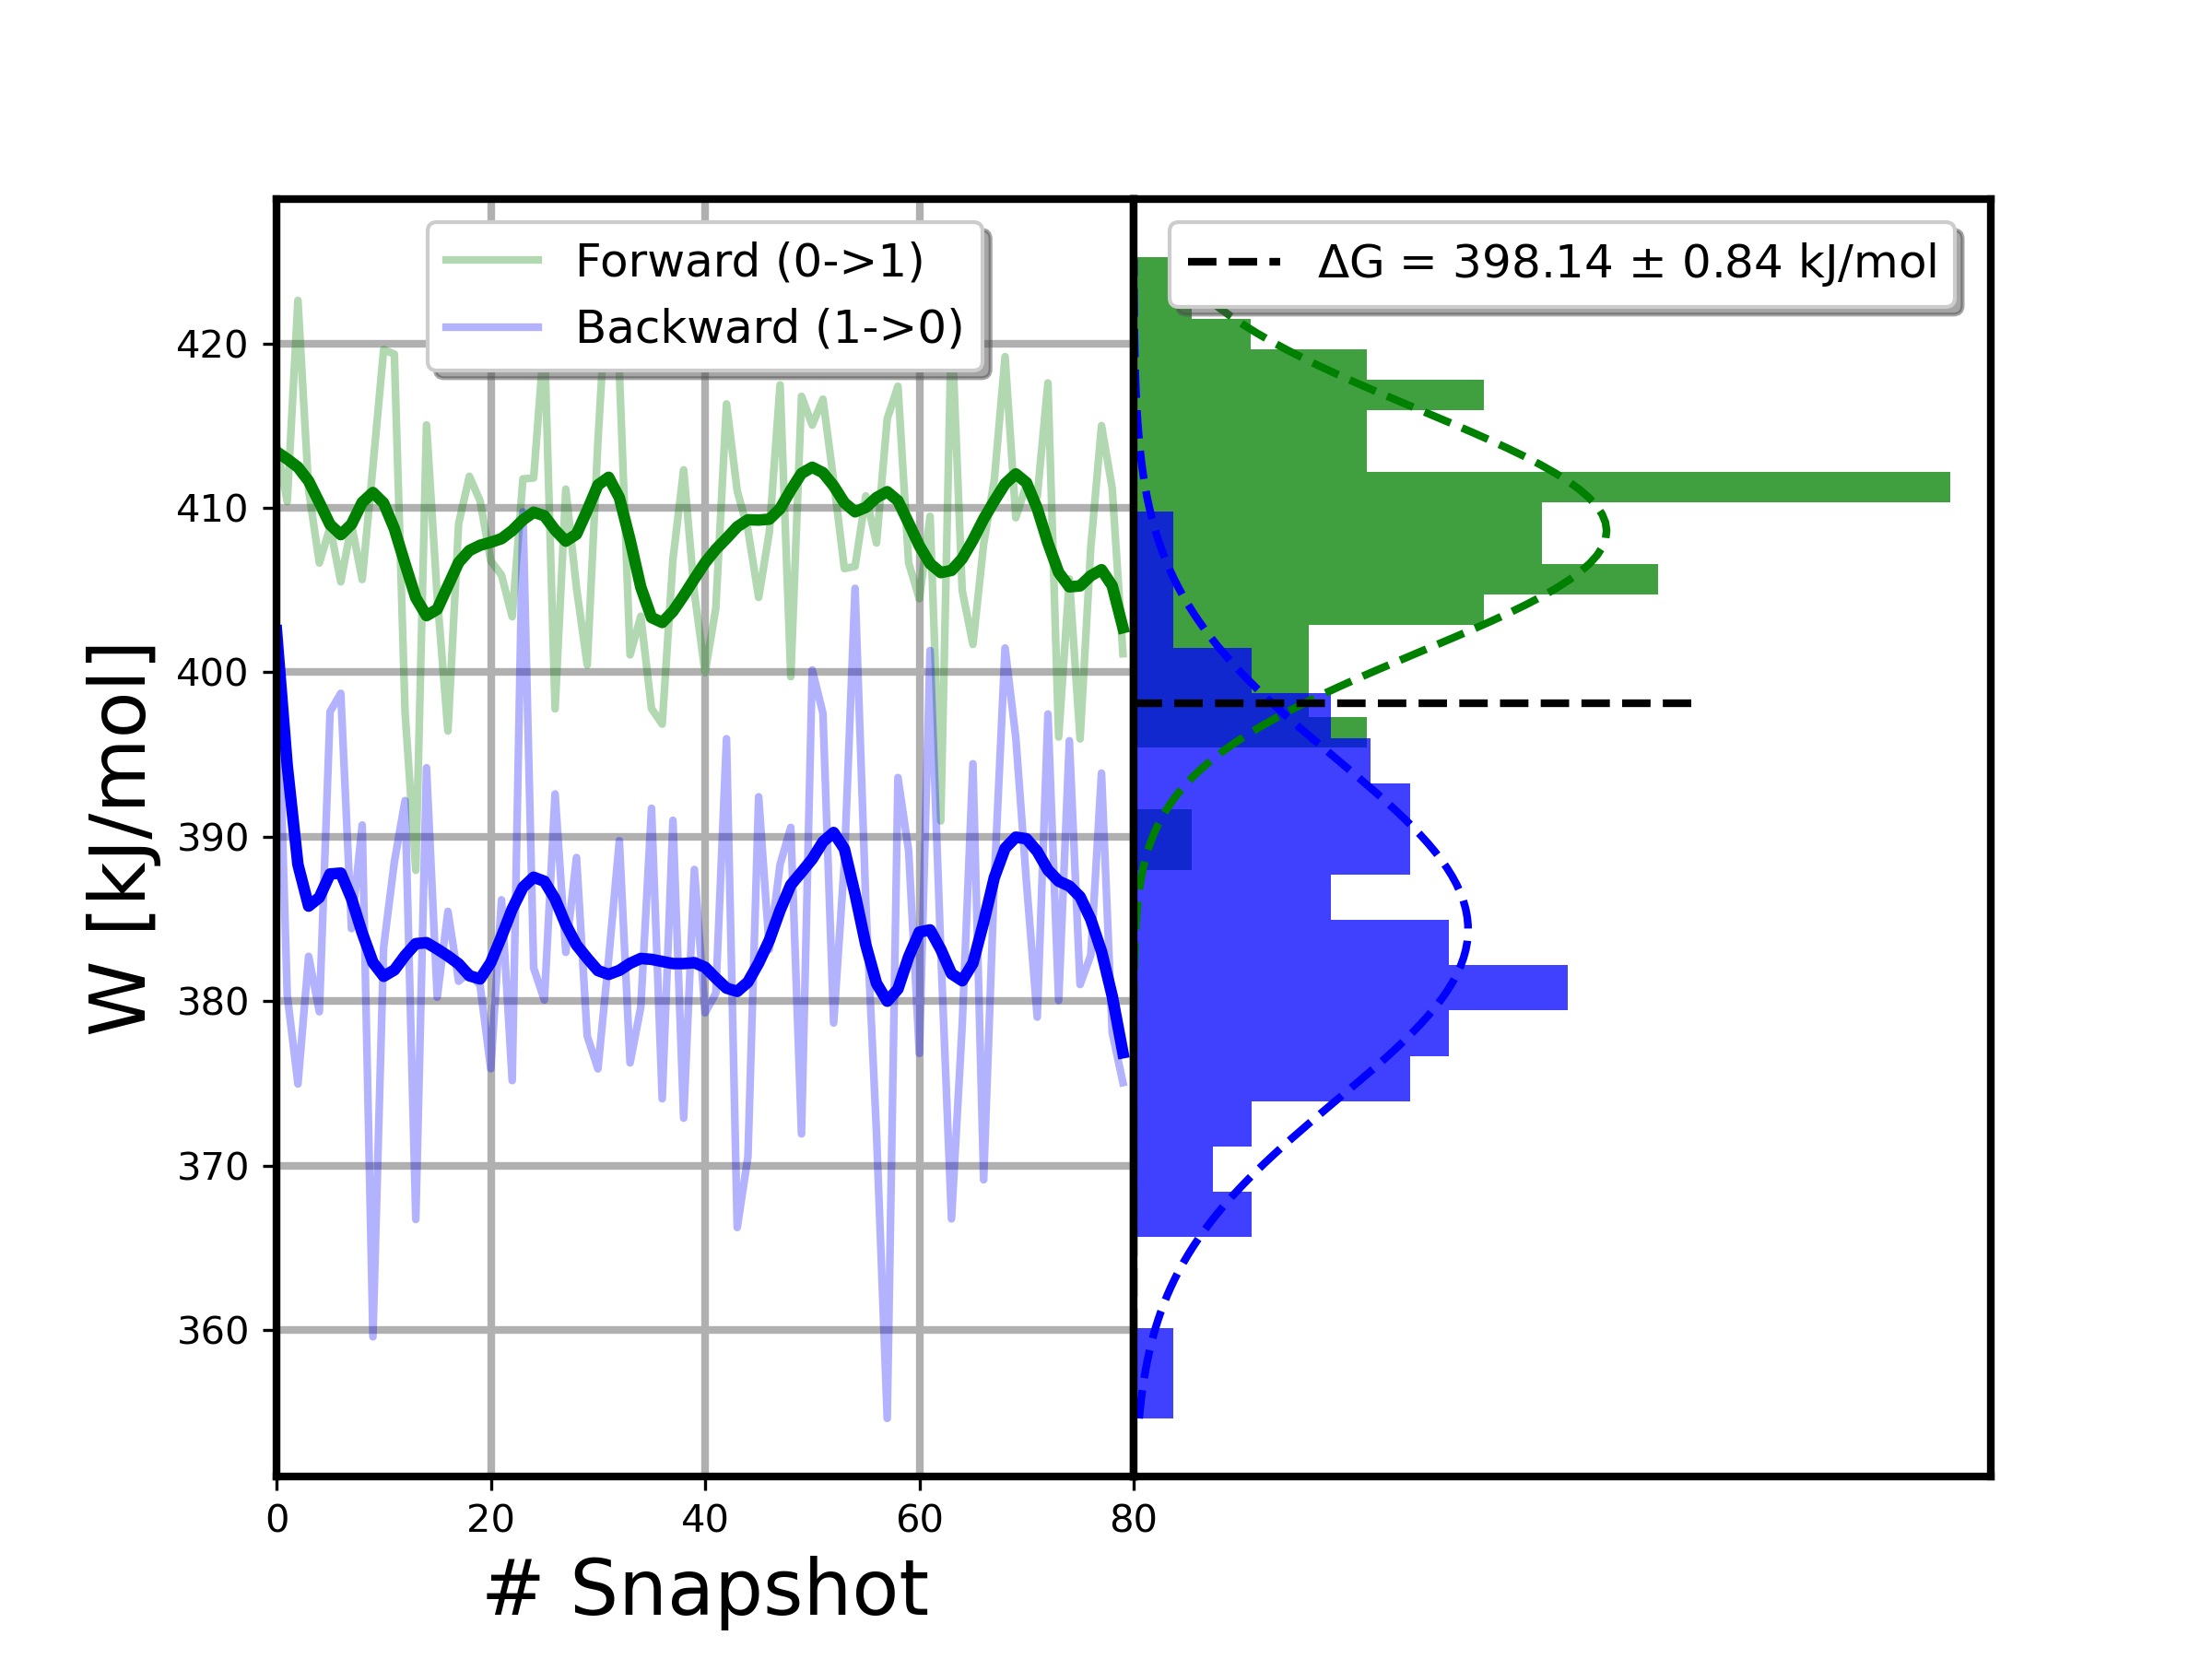 Forward (0->1)
Backward (1->0)
ΔG = 398.14 ± 0.84 kJ/mol
W [kJ/mol]
420
410
400
390
380
370
360
0 20 40 60 80
# Snapshot